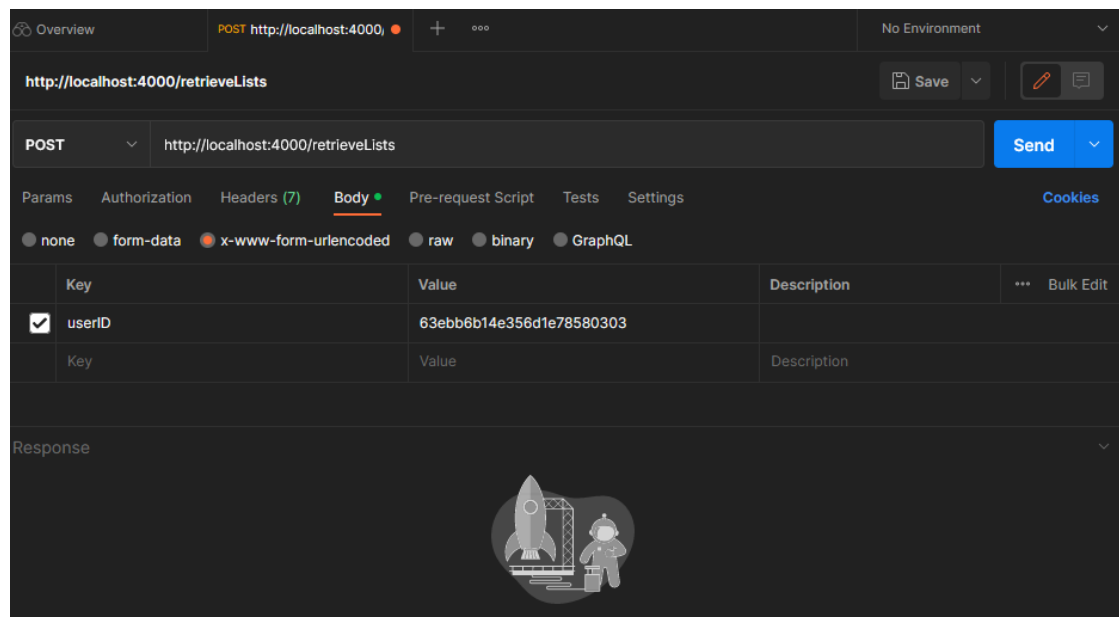 Overview POST http://localhost:4000/ No Environment
http://localhost:4000/retrieveLists Save
POST http://localhost:4000/retrieveLists Send
Params Authorization Headers (7) Body Pre-request Script Tests Settings Cookies
none form-data x-www-form-urlencoded raw binary GraphQL
Key Value Description Bulk Edit
userID 63ebb6b14e356d1e78580303
Key Value Description
Response